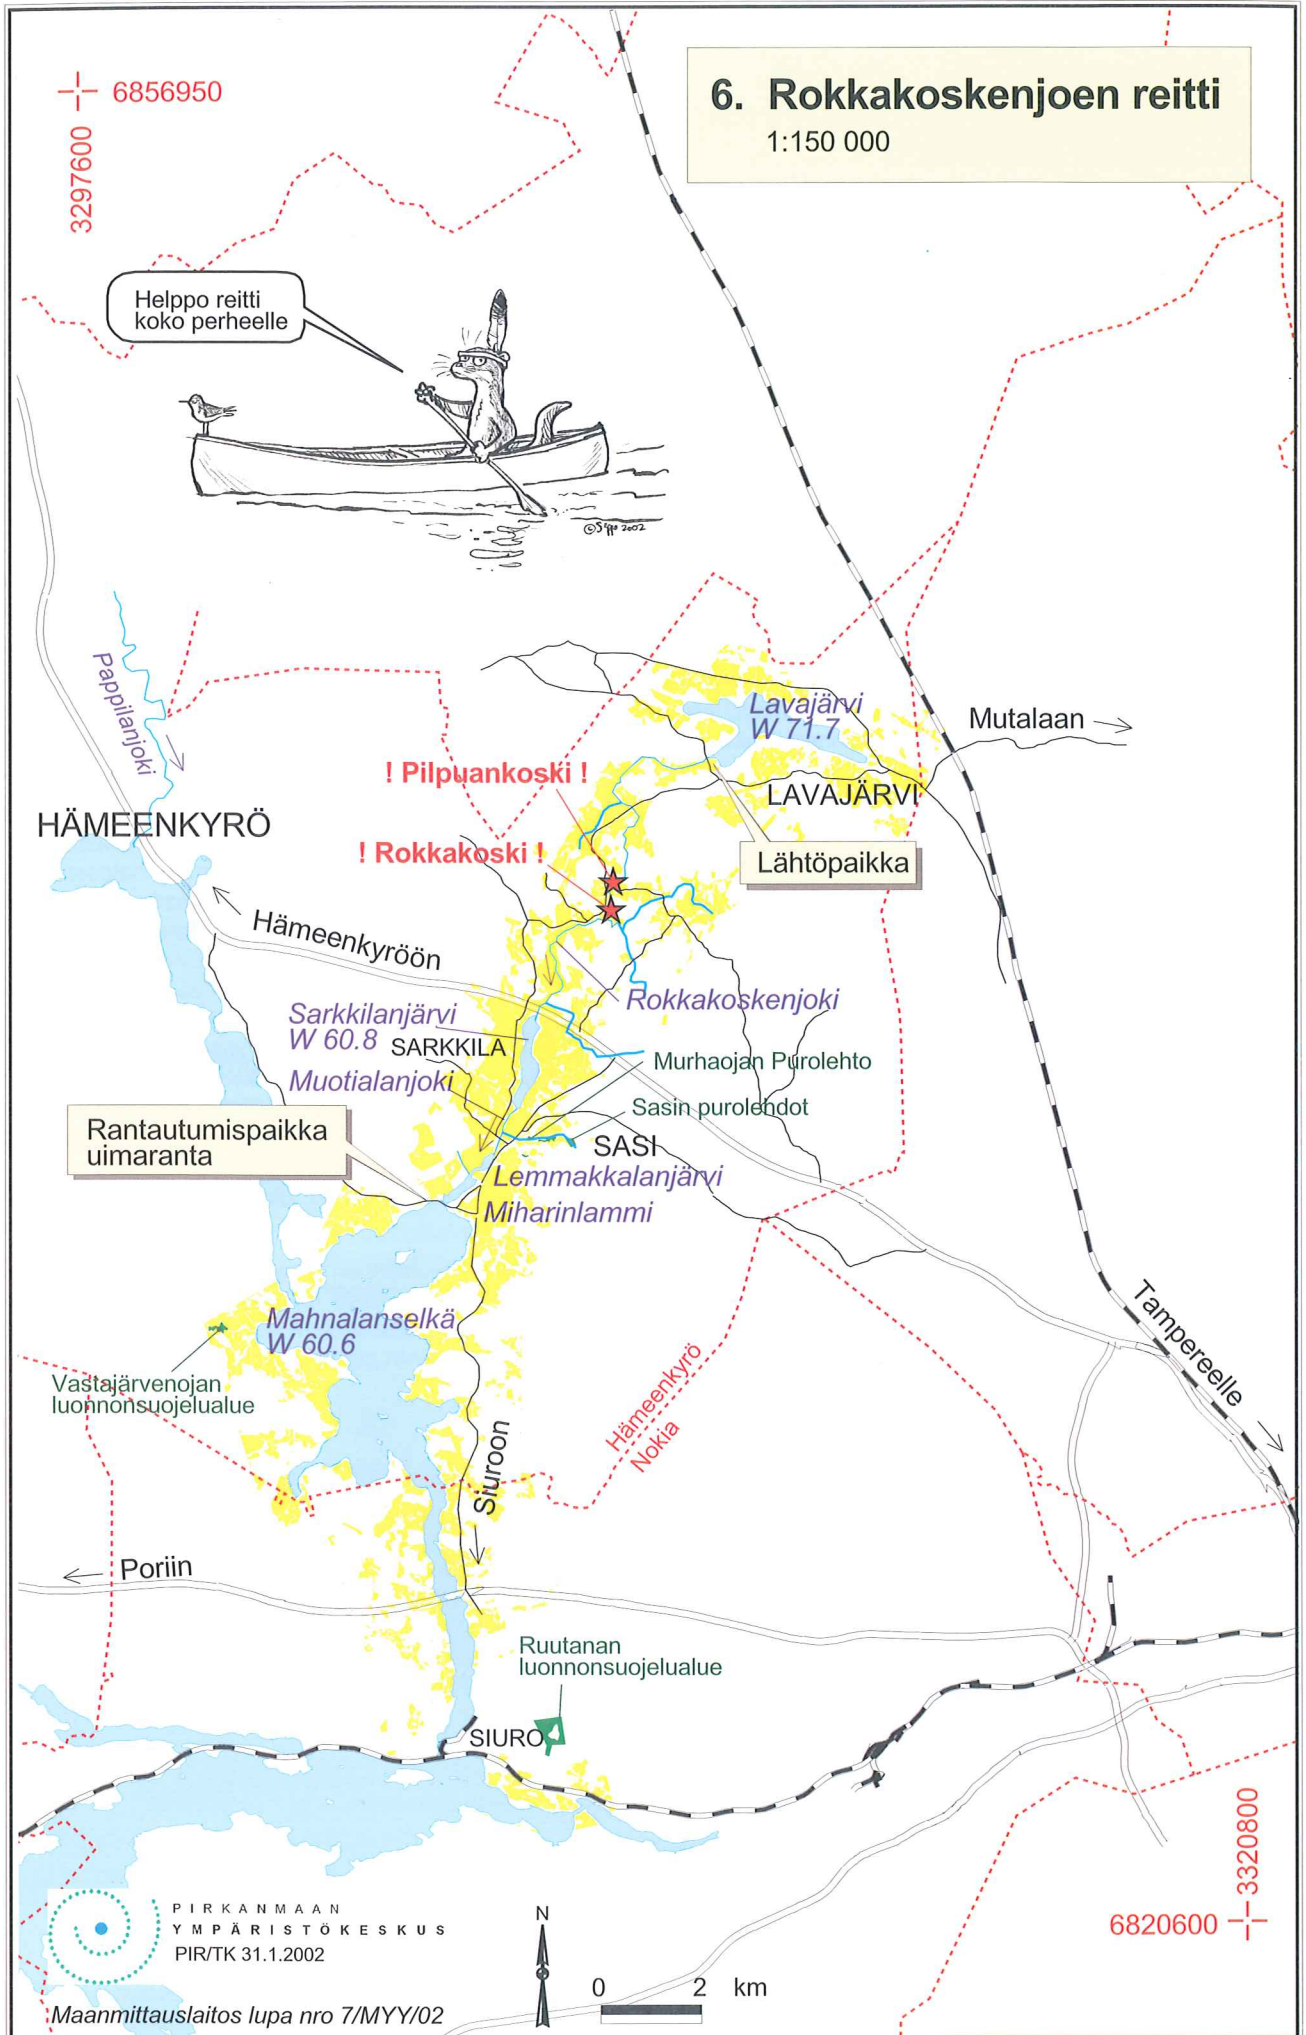 6. Rokkakoskenjoen reitti
1:150 000
6856950
3297600
Helppo reitti
koko perheelle
©Seppo 2002
Pappilanjoki
Lavajärvi
W 71.7
Mutalaan
! Pilpuankoski !
LAVAJÄRVI
HÄMEENKYRÖ
! Rokkakoski !
Lähtöpaikka
Hämeenkyröön
Rokkakoskenjoki
Sarkkilanjärvi
W 60.8
SARKKILA
Murhaojan Purolehto
Muotialanjoki
Sasin purolehdot
Rantautumispaikka
uimaranta
SASI
Lemmakkalanjärvi
Miharinlammi
Mahnalanselkä
W 60.6
Tampereelle
Vastajärvenojan
luonnonsuojelualue
Hämeenkyrö
Nokia
Siuroon
Poriin
Ruutanan
luonnonsuojelualue
SIURO
3320800
6820600
PIRKANMAAN
YMPÄRISTÖKESKUS
PIR/TK 31.1.2002
N
0 2 km
Maanmittauslaitos lupa nro 7/MYY/02